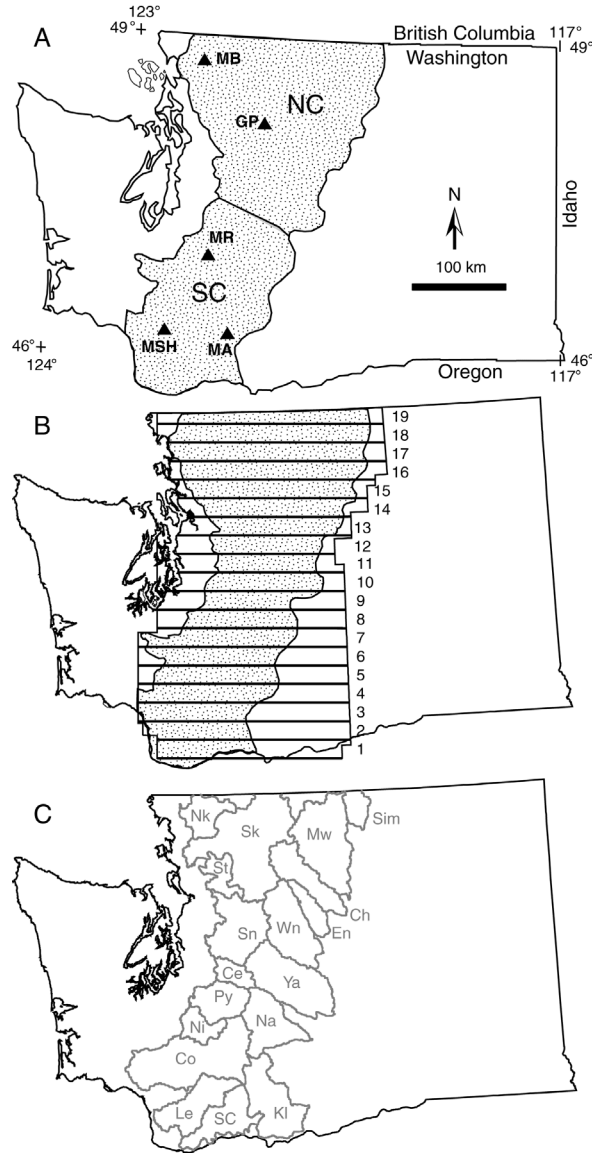 123°
49°
A
British Columbia
Washington
117°
49°
MB
NC
GP
N
Idaho
MR
100 km
SC
MSH
MA
46°
124°
Oregon
46°
117°
B
19
18
17
16
15
14
13
12
11
10
9
8
7
6
5
4
3
2
1
C
Nk
Sk
Mw
Sim
St
Ch
Sn
Wn
En
Ce
Ya
Py
Na
Ni
Co
Le
SC
Kl